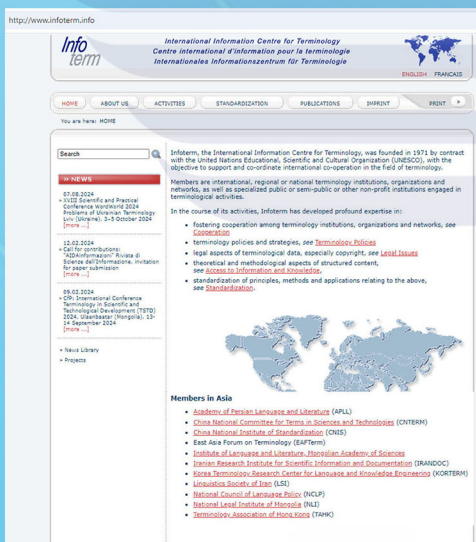 http://www.infoterm.info
Info
term
International Information Centre for Terminology
Centre international d'information pour la terminologie
Internationales Informationszentrum für Terminologie
ENGLISH FRANCAIS
HOME ABOUT US ACTIVITIES STANDARDIZATION PUBLICATIONS IMPRINT PRINT
You are here: HOME
Search
» NEWS
07.08.2024
XVIII Scientific and Practical
Conference WordWorld 2024
Problems of Ukrainian Terminology
Lviv (Ukraine). 3-5 October 2024
[more ...]
12.02.2024
Call for contributions:
"AIDAinformazioni" Rivista di
Scienze dell'Informazione. invitation
for paper submission
[more ...]
09.02.2024
CfP: International Conference
Terminology in Scientific and
Technological Development (TSTD)
2024, Ulaanbaatar (Mongolia). 13-
14 September 2024
[more ...]
» News Library
» Projects
Infoterm, the International Information Centre for Terminology, was founded in 1971 by contract
with the United Nations Educational, Scientific and Cultural Organization (UNESCO), with the
objective to support and co-ordinate international co-operation in the field of terminology.
Members are international, regional or national terminology institutions, organizations and
networks, as well as specialized public or semi-public or other non-profit institutions engaged in
terminological activities.
In the course of its activities, Infoterm has developed profound expertise in:
• fostering cooperation among terminology institutions, organizations and networks, see
Cooperation
• terminology policies and strategies, see Terminology Policies
• legal aspects of terminological data, especially copyright, see Legal Issues
• theoretical and methodological aspects of structured content,
see Access to Information and Knowledge,
• standardization of principles, methods and applications relating to the above,
see Standardization.
Members in Asia
• Academy of Persian Language and Literature (APLL)
• China National Committee for Terms in Sciences and Technologies (CNTERM)
• China National Institute of Standardization (CNIS)
• East Asia Forum on Terminology (EAFTerm)
• Institute of Language and Literature, Mongolian Academy of Sciences
• Iranian Research Institute for Scientific Information and Documentation (IRANDOC)
• Korea Terminology Research Center for Language and Knowledge Engineering (KORTERM)
• Linguistics Society of Iran (LSI)
• National Council of Language Policy (NCLP)
• National Legal Institute of Mongolia (NLI)
• Terminology Association of Hong Kong (TAHK)